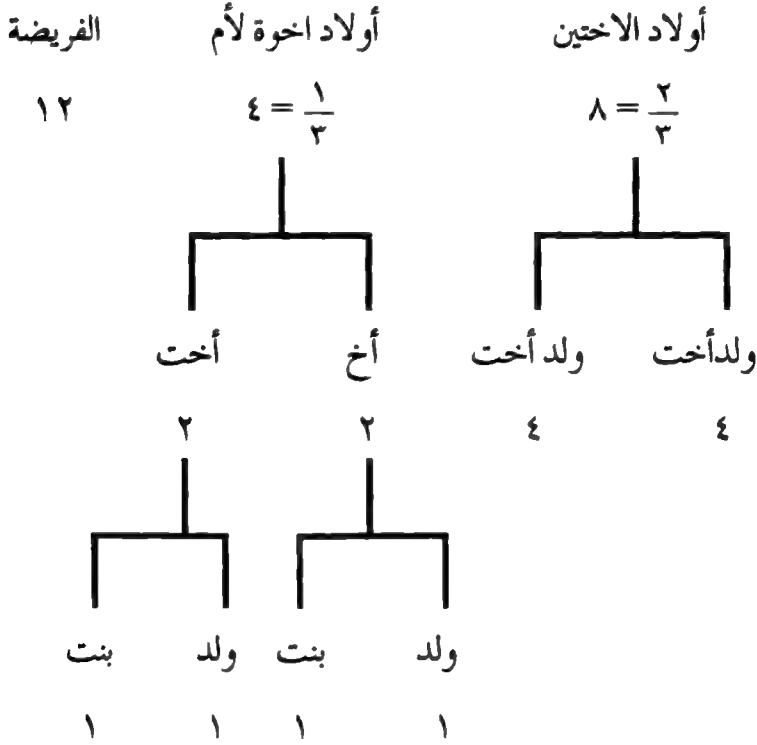 أولاد الاختين أولاد اخوة لأم الفريضة
٢/٣ = ٨ ١/٣ = ٤ ١٢
ولدأخت ولد أخت أخ أخت
٤ ٤ ٢ ٢
ولد بنت ولد بنت
١ ١ ١ ١